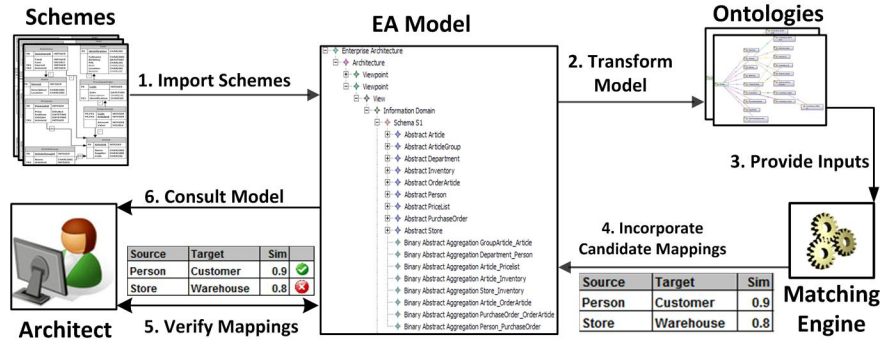 Schemes
EA Model
Ontologies
1. Import Schemes
2. Transform
Model
3. Provide Inputs
4. Incorporate
Candidate Mappings
5. Verify Mappings
6. Consult Model
Architect
Matching
Engine
Enterprise Architecture
Architecture
Viewpoint
Viewpoint
View
Information Domain
Schema S1
Abstract Article
Abstract ArticleGroup
Abstract Department
Abstract Inventory
Abstract OrderArticle
Abstract Person
Abstract PriceList
Abstract PurchaseOrder
Abstract Store
Binary Abstract Aggregation GroupArticle_Article
Binary Abstract Aggregation Department_Person
Binary Abstract Aggregation Article_Pricelist
Binary Abstract Aggregation Article_Inventory
Binary Abstract Aggregation Store_Inventory
Binary Abstract Aggregation Article_OrderArticle
Binary Abstract Aggregation PurchaseOrder_OrderArticle
Binary Abstract Aggregation Person_PurchaseOrder
Source Target Sim
Person Customer 0.9
Store Warehouse 0.8
Source Target Sim
Person Customer 0.9
Store Warehouse 0.8